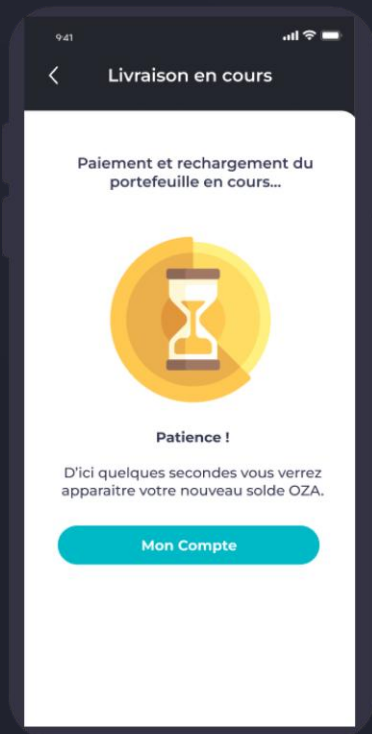 9:41
Livraison en cours
Paiement et rechargement du
portefeuille en cours...
Patience !
D'ici quelques secondes vous verrez
apparaitre votre nouveau solde OZA.
Mon Compte